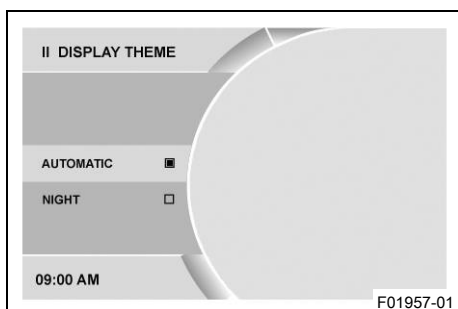 II DISPLAY THEME
AUTOMATIC
NIGHT
09:00 AM
F01957-01